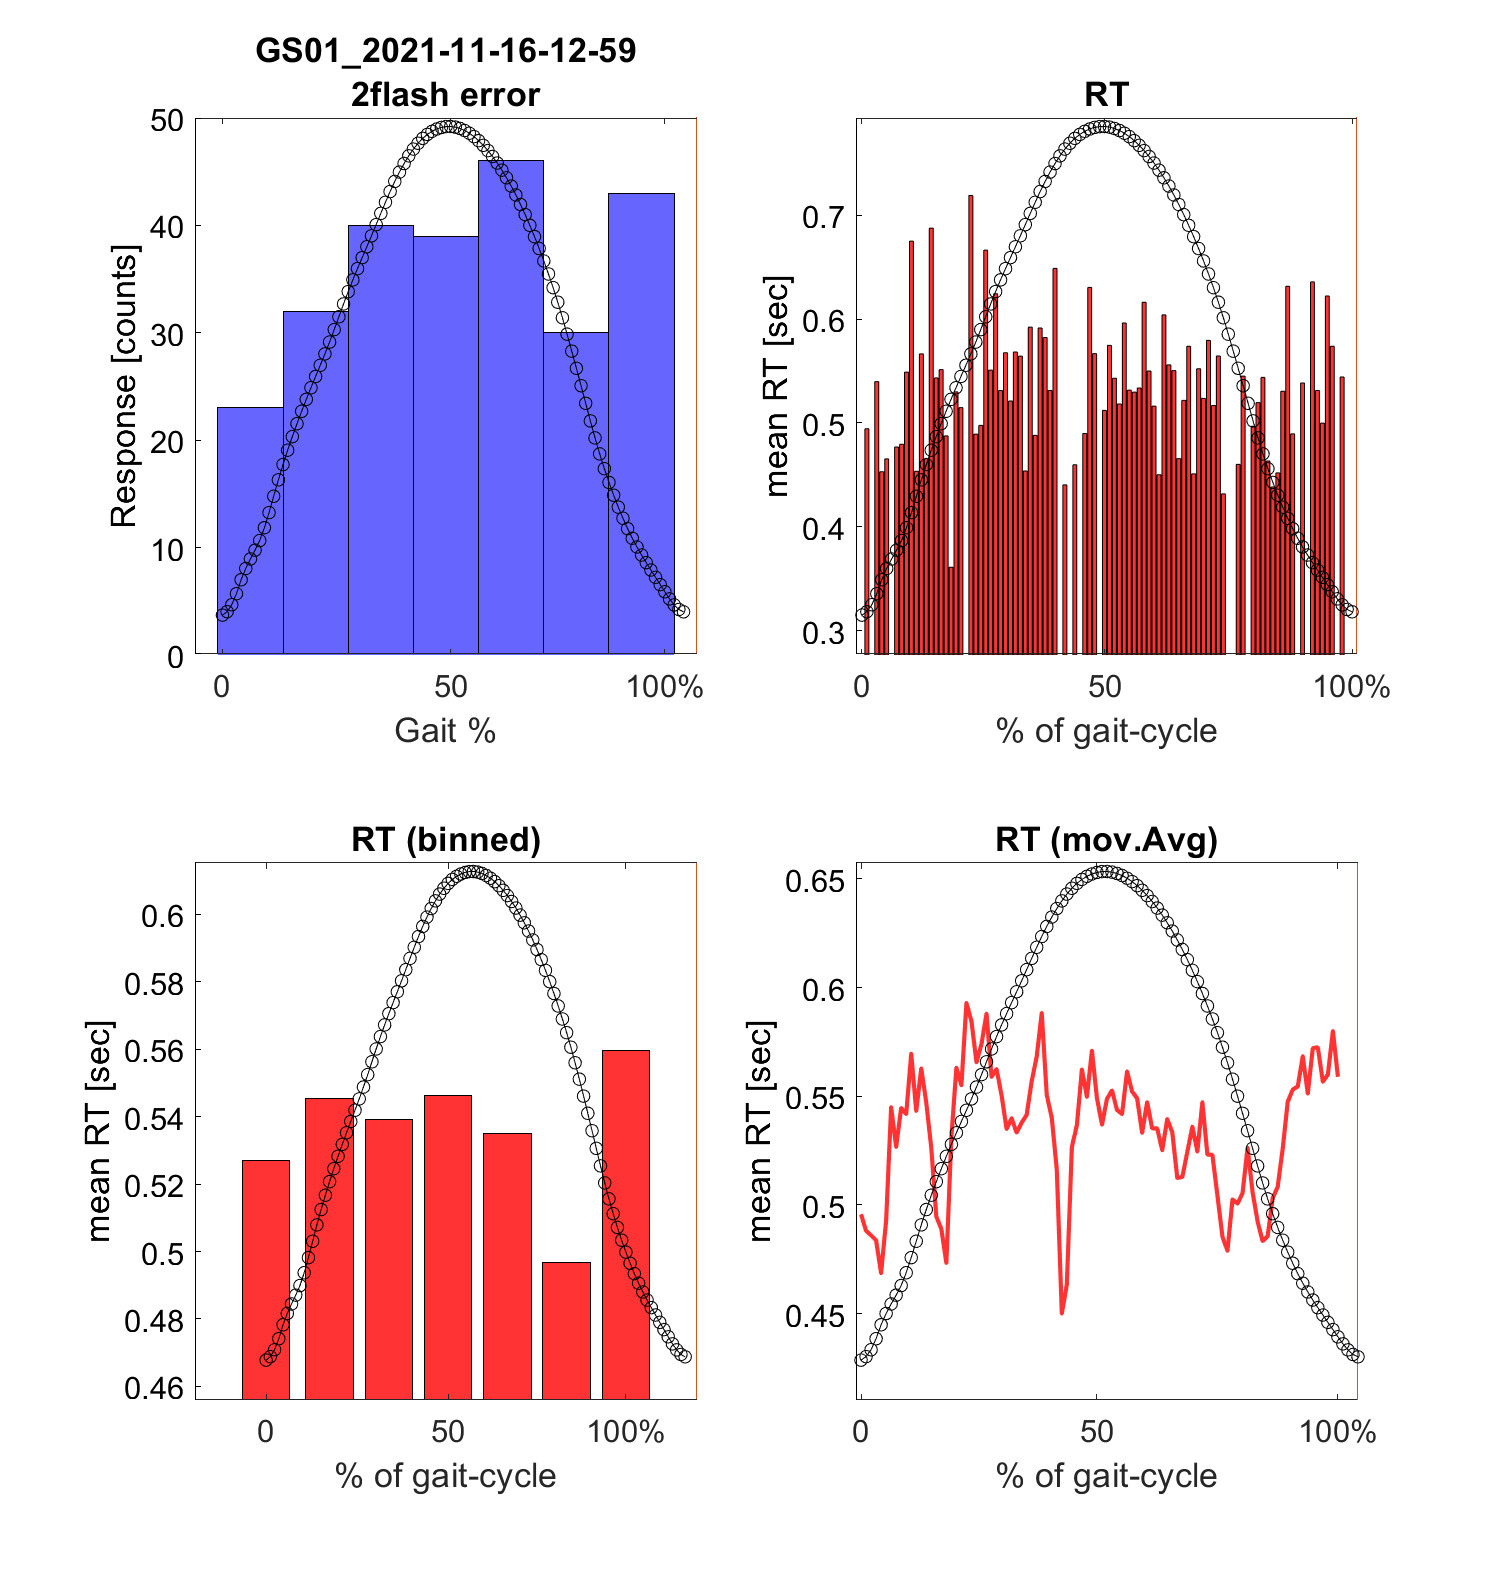 GS01_2021-11-16-12-59
2flash error
50
40
30
20
10
0
Response [counts]
0 50 100%
Gait %
RT
0.7
0.6
0.5
0.4
0.3
mean RT [sec]
0 50 100%
% of gait-cycle
RT (binned)
0.6
0.58
0.56
0.54
0.52
0.5
0.48
0.46
mean RT [sec]
0 50 100%
% of gait-cycle
RT (mov.Avg)
0.65
0.6
0.55
0.5
0.45
mean RT [sec]
0 50 100%
% of gait-cycle